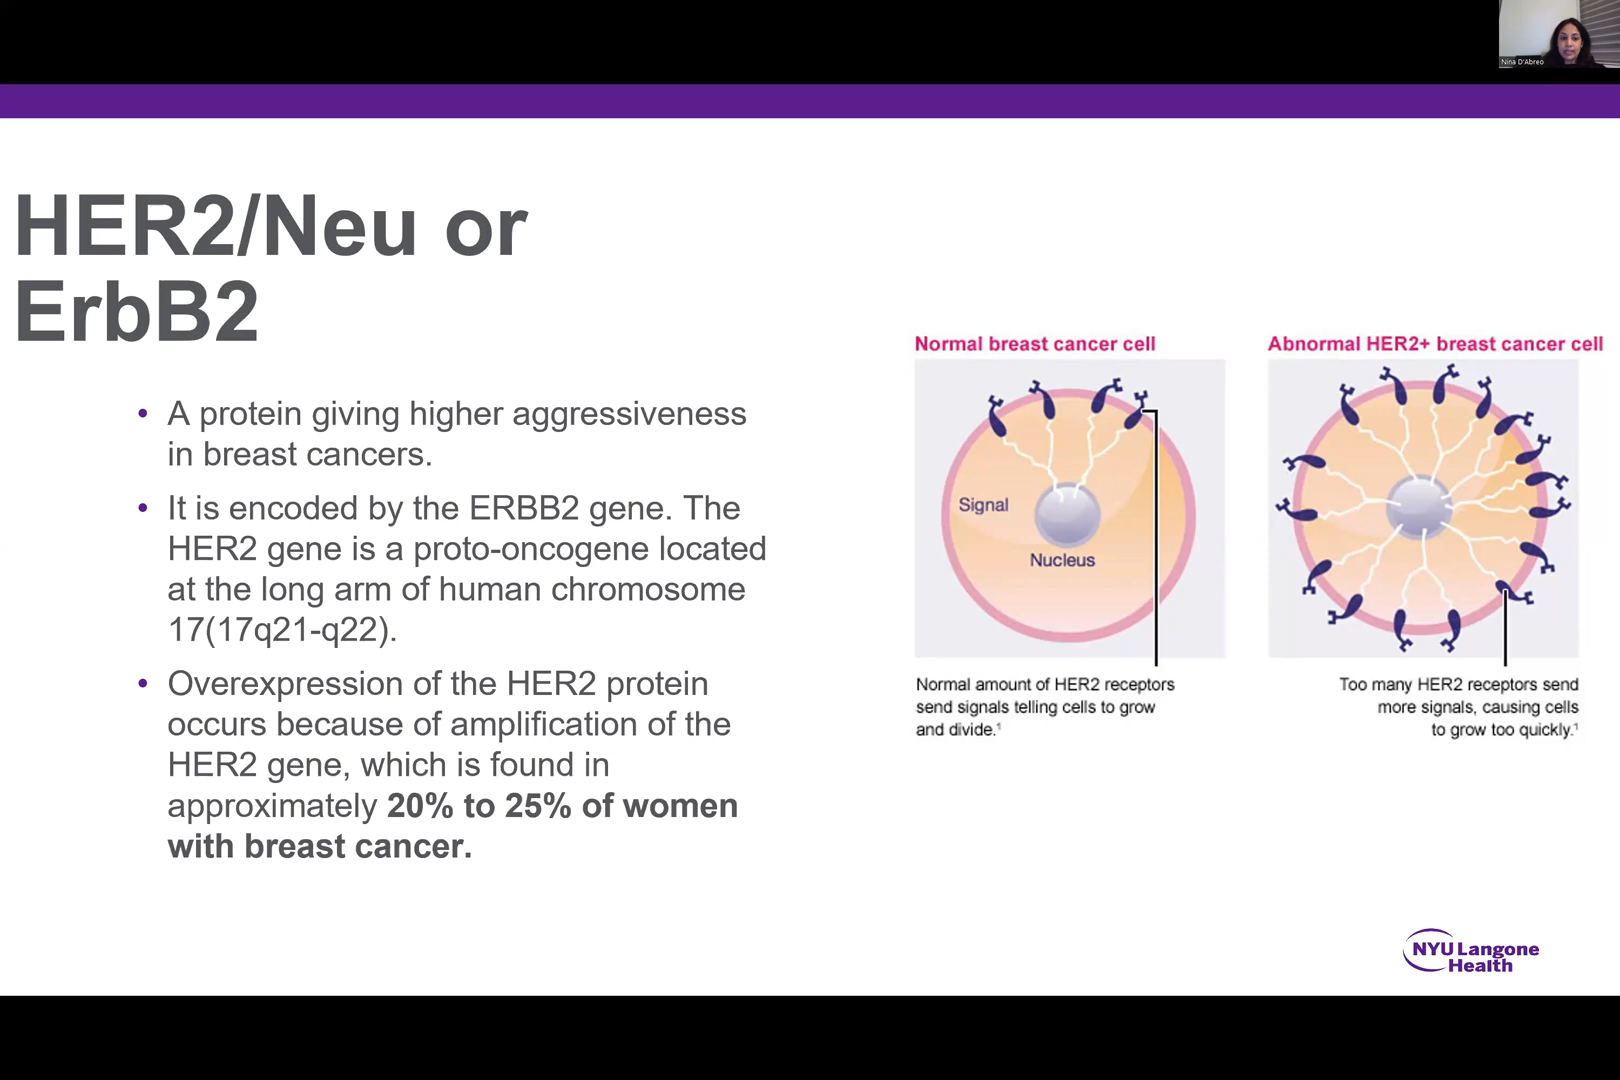 Nina D'Abreo
HER2/Neu or
ErbB2
• A protein giving higher aggressiveness
in breast cancers.
• It is encoded by the ERBB2 gene. The
HER2 gene is a proto-oncogene located
at the long arm of human chromosome
17(17q21-q22).
• Overexpression of the HER2 protein
occurs because of amplification of the
HER2 gene, which is found in
approximately 20% to 25% of women
with breast cancer.
Normal breast cancer cell
Signal
Nucleus
Normal amount of HER2 receptors
send signals telling cells to grow
and divide.¹
Abnormal HER2+ breast cancer cell
Too many HER2 receptors send
more signals, causing cells
to grow too quickly.¹
NYU Langone
Health